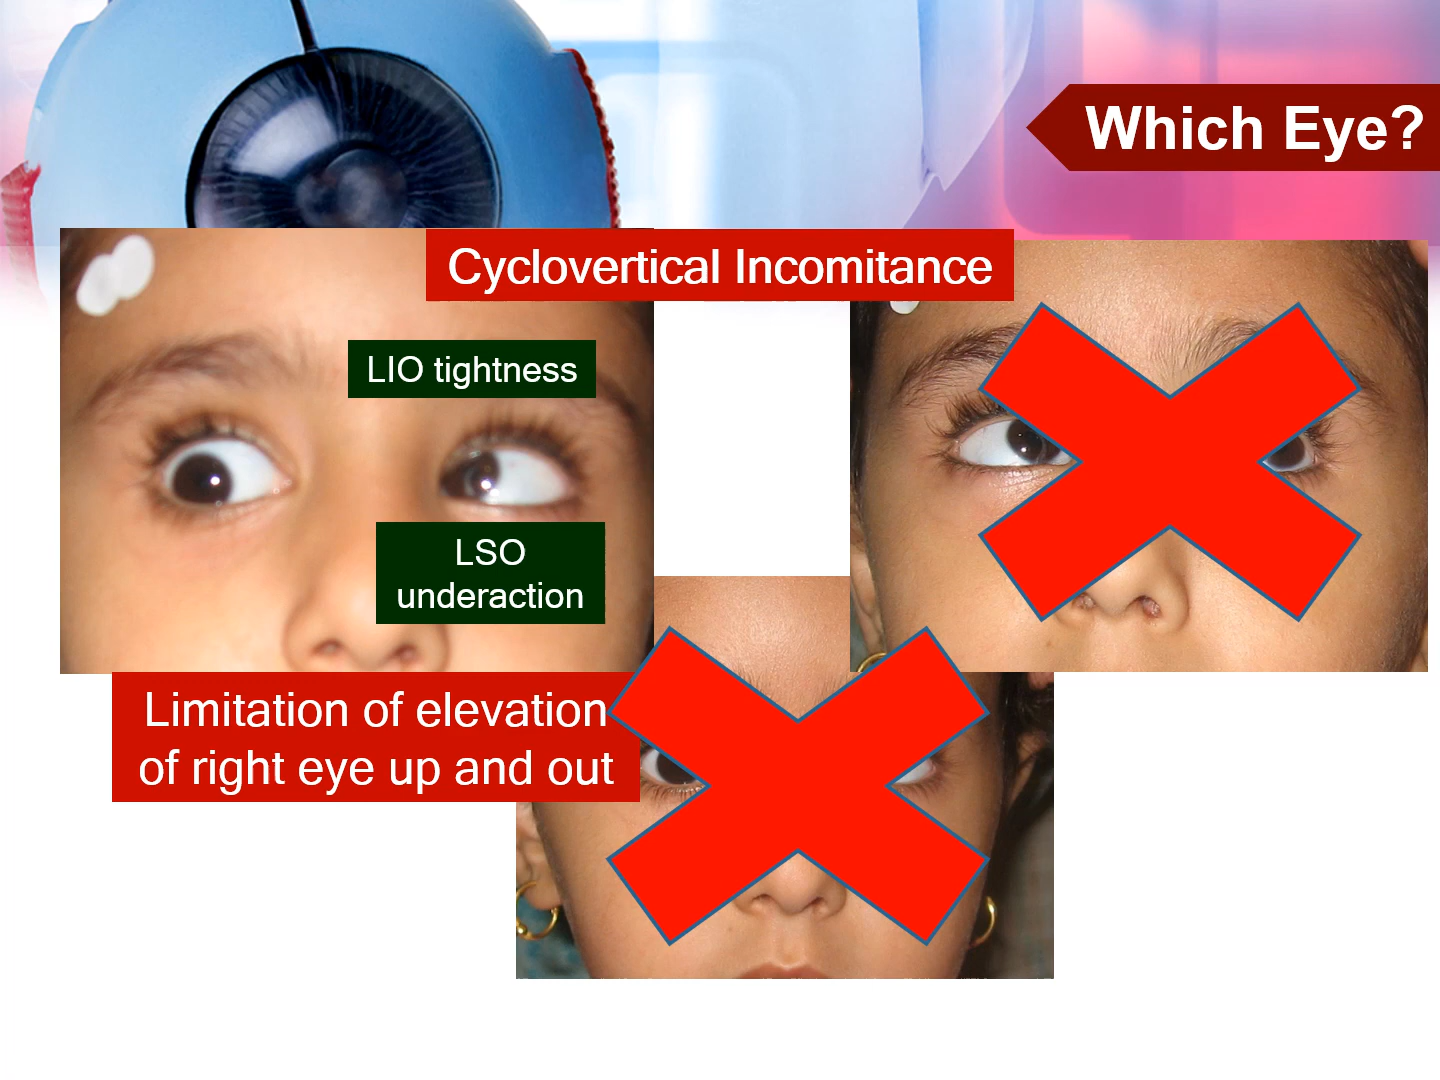 Which Eye?
Cyclovertical Incomitance
LIO tightness
LSO
underaction
Limitation of elevation
of right eye up and out